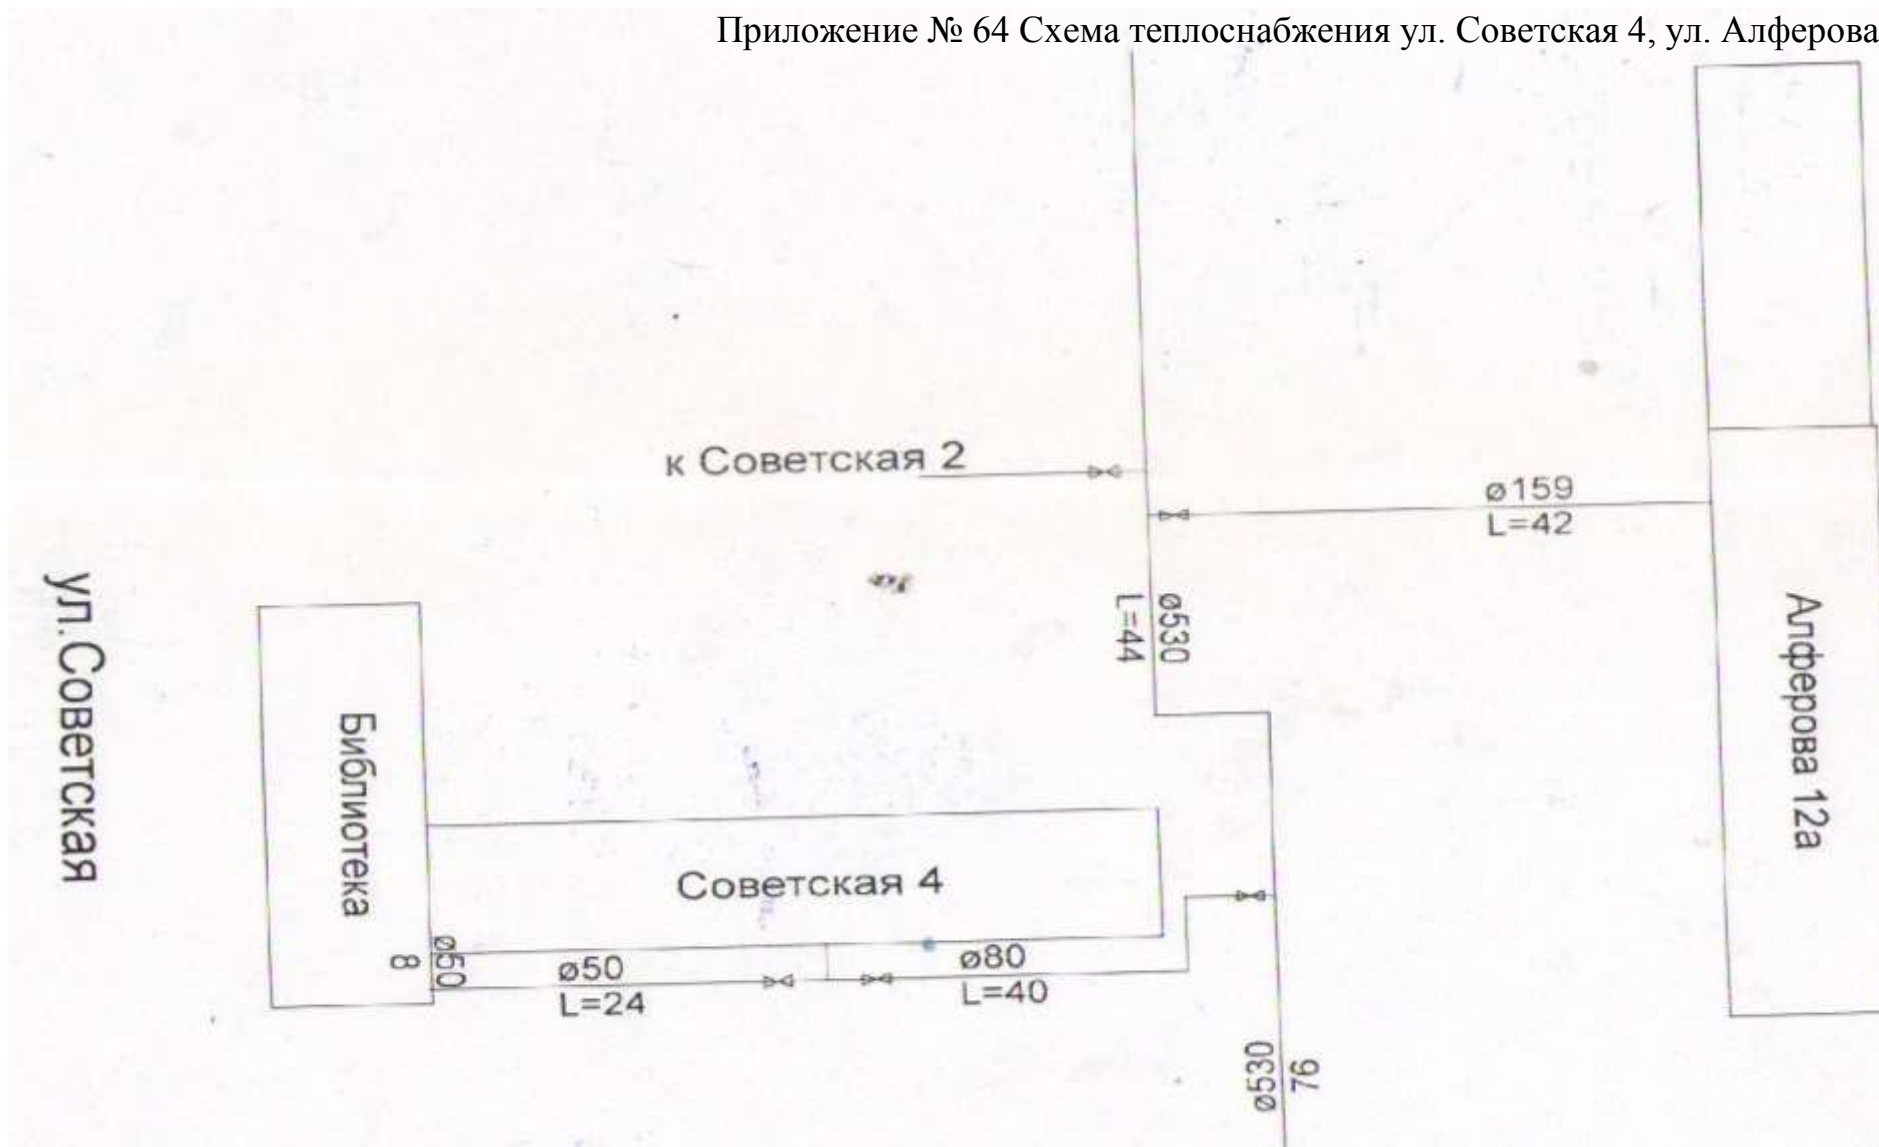 Приложение № 64 Схема теплоснабжения ул. Советская 4, ул. Алферова
к Советская 2
ø159
L=42
ø530
L=44
ул.Советская
Библиотека
Алферова 12а
Советская 4
ø50
8
ø50
L=24
ø80
L=40
ø530